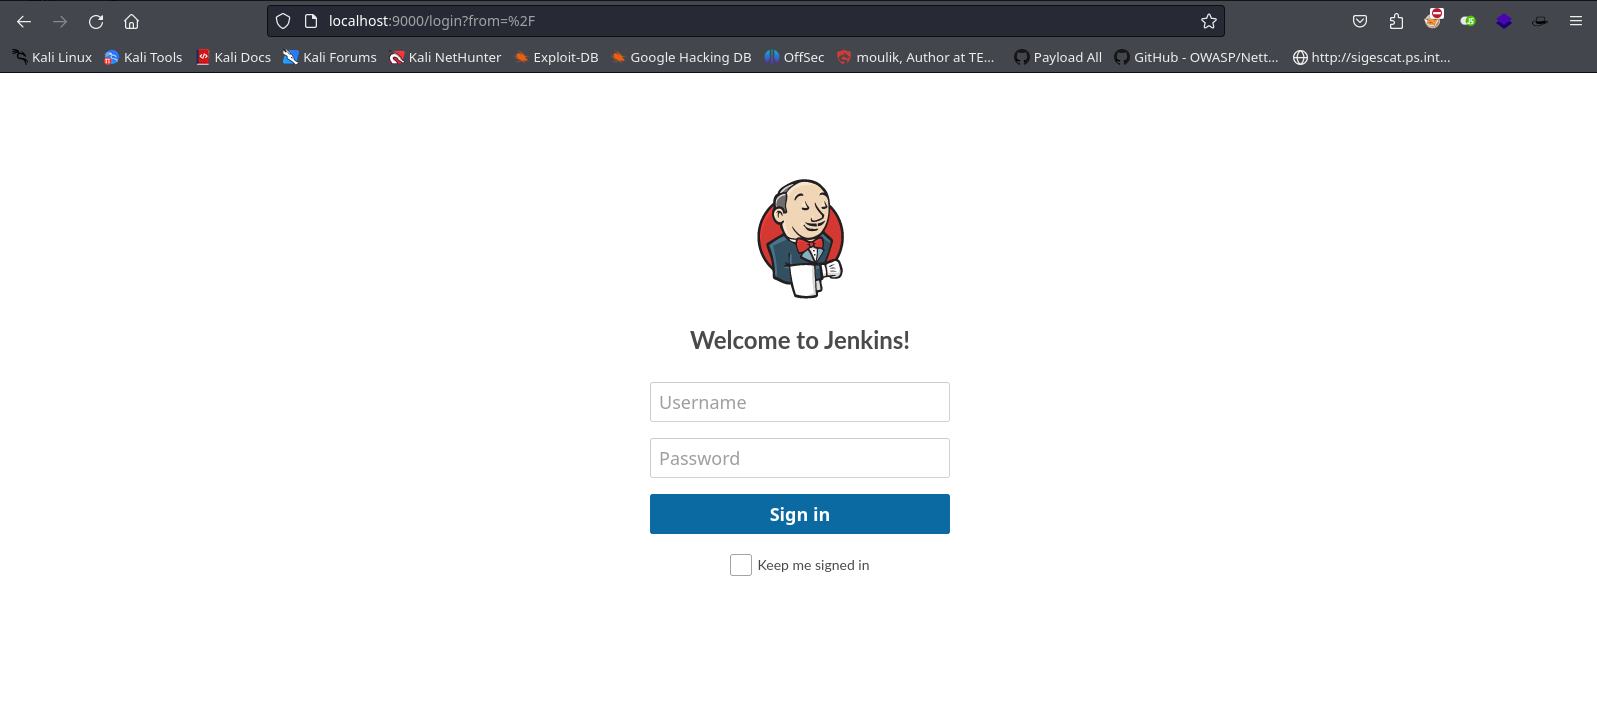 localhost:9000/login?from=%2F
Kali Linux Kali Tools Kali Docs Kali Forums Kali NetHunter Exploit-DB Google Hacking DB OffSec moulik, Author at TE... Payload All GitHub - OWASP/Nett... http://sigescat.ps.int...
Welcome to Jenkins!
Username
Password
Sign in
Keep me signed in